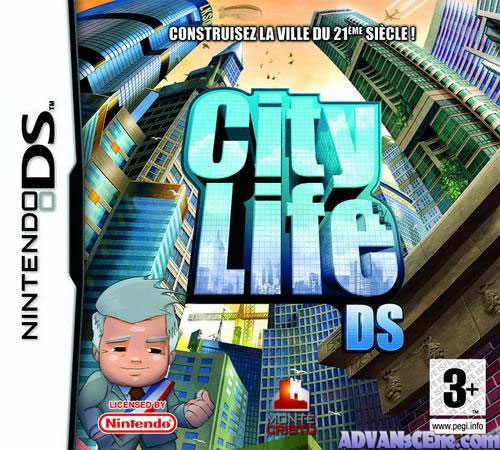 CONSTRUISEZ LA VILLE DU 21ÈME SIÈCLE !
NINTENDO DS™
City
Life
DS
LICENSED BY
Nintendo
MONTE
CRISTO
3+
www.pegi.info
ADVANsCEne.com